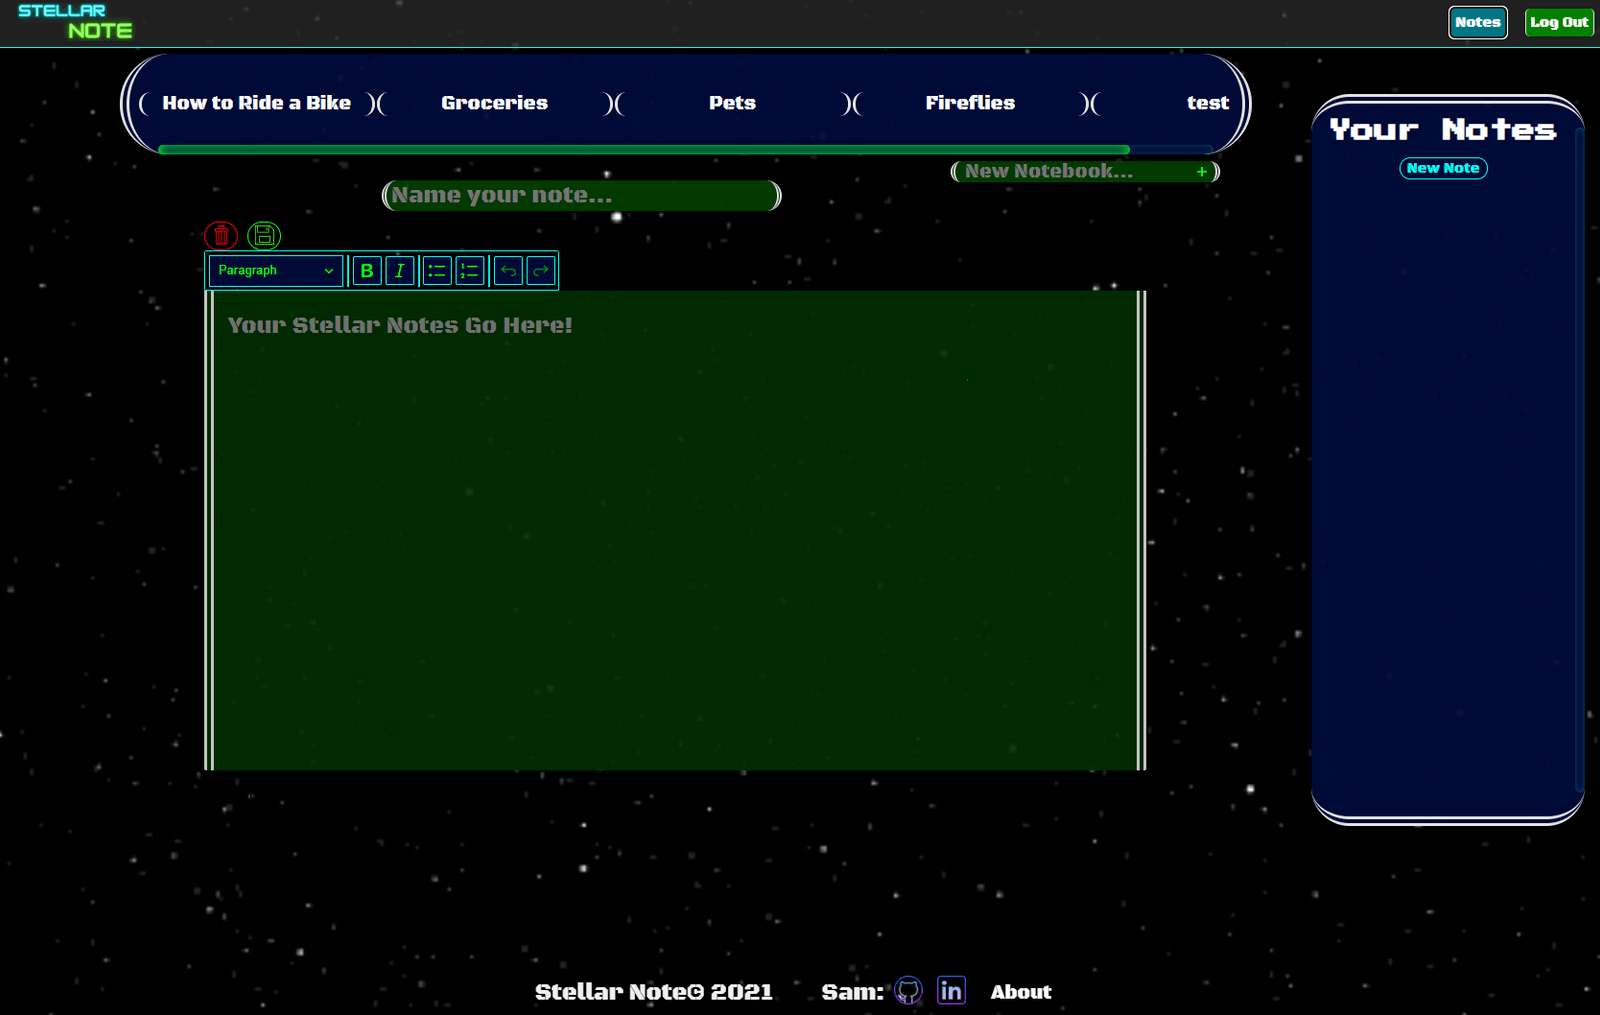 STELLAR
NOTE
Notes
Log Out
How to Ride a Bike
Groceries
Pets
Fireflies
test
New Notebook...
+
Name your note...
Your Notes
New Note
Paragraph
B
I
Your Stellar Notes Go Here!
Stellar Note© 2021
Sam:
in
About